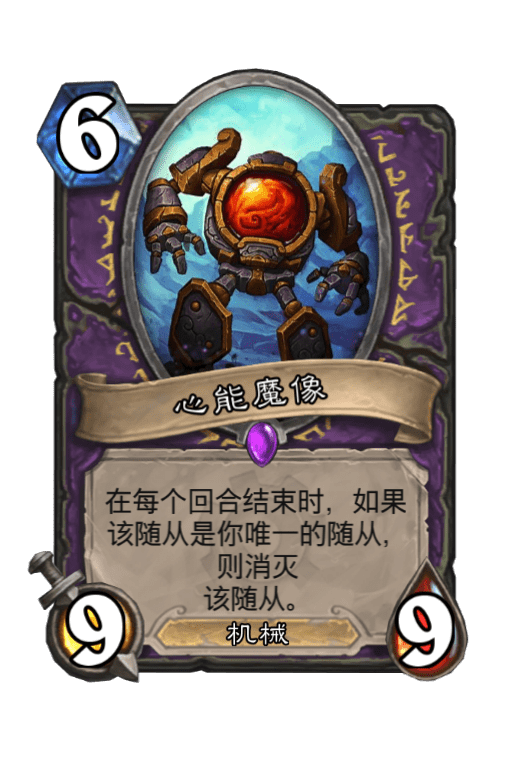 6
心能魔像
在每个回合结束时，如果
该随从是你唯一的随从，
则消灭
该随从。
机械
9
9